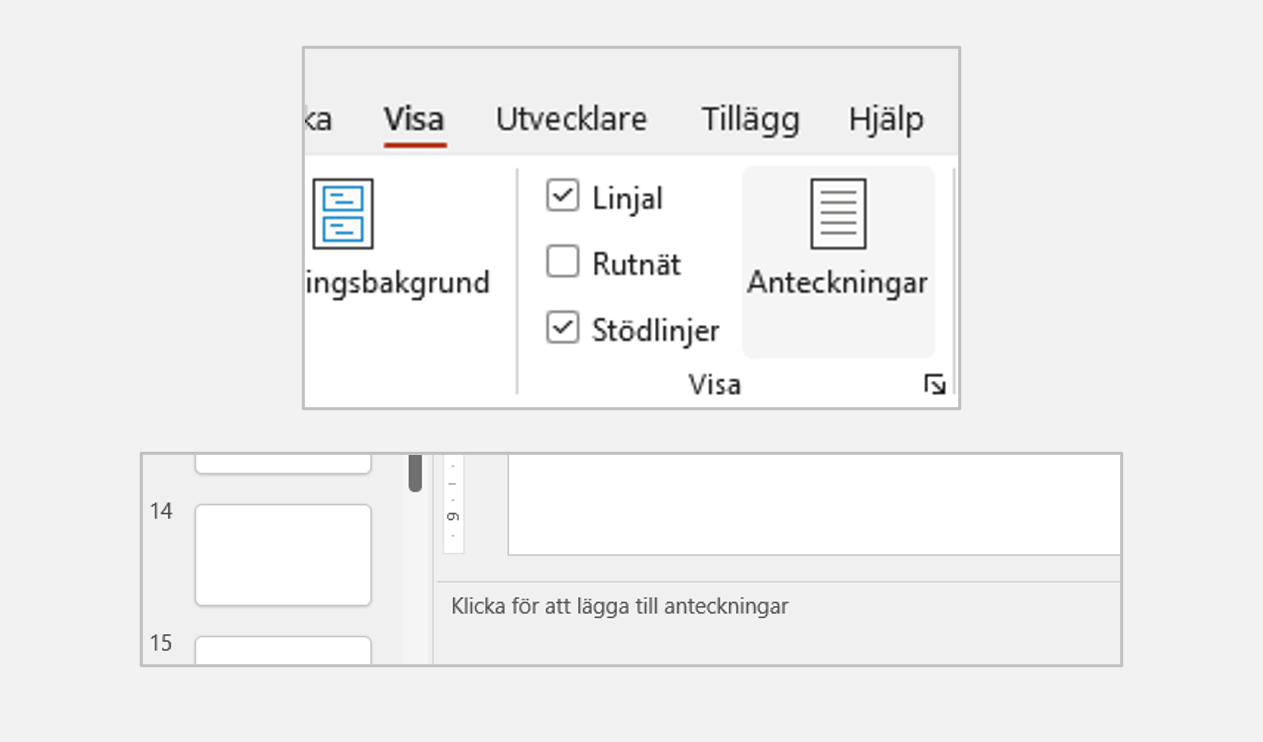 ka Visa Utvecklare Tillägg Hjälp
Linjal
Rutnät
ingsbakgrund
Anteckningar
Stödlinjer
Visa
14
9
Klicka för att lägga till anteckningar
15